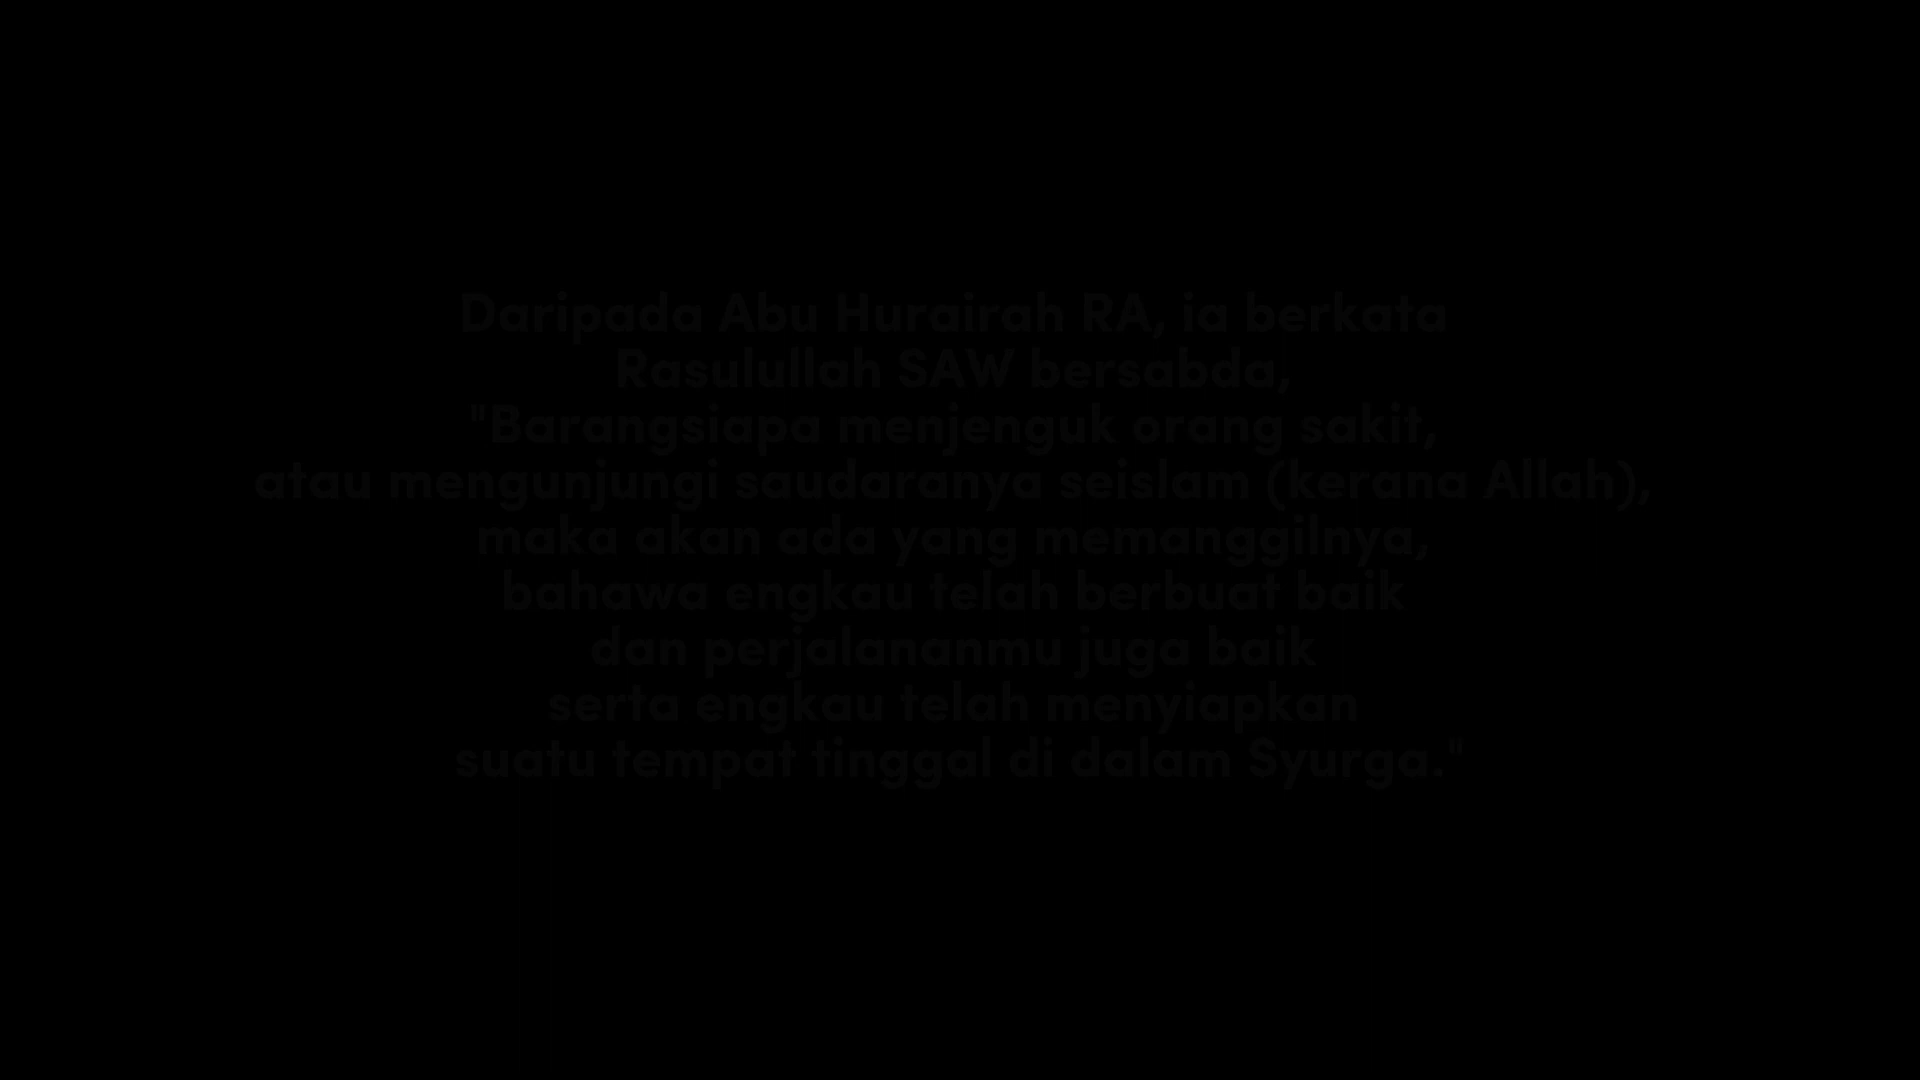 Daripada Abu Hurairah RA, ia berkata
Rasulullah SAW bersabda,
"Barangsiapa menjenguk orang sakit,
atau mengunjungi saudaranya seislam (kerana Allah),
maka akan ada yang memanggilnya,
bahawa engkau telah berbuat baik
dan perjalananmu juga baik
serta engkau telah menyiapkan
suatu tempat tinggal di dalam Syurga."